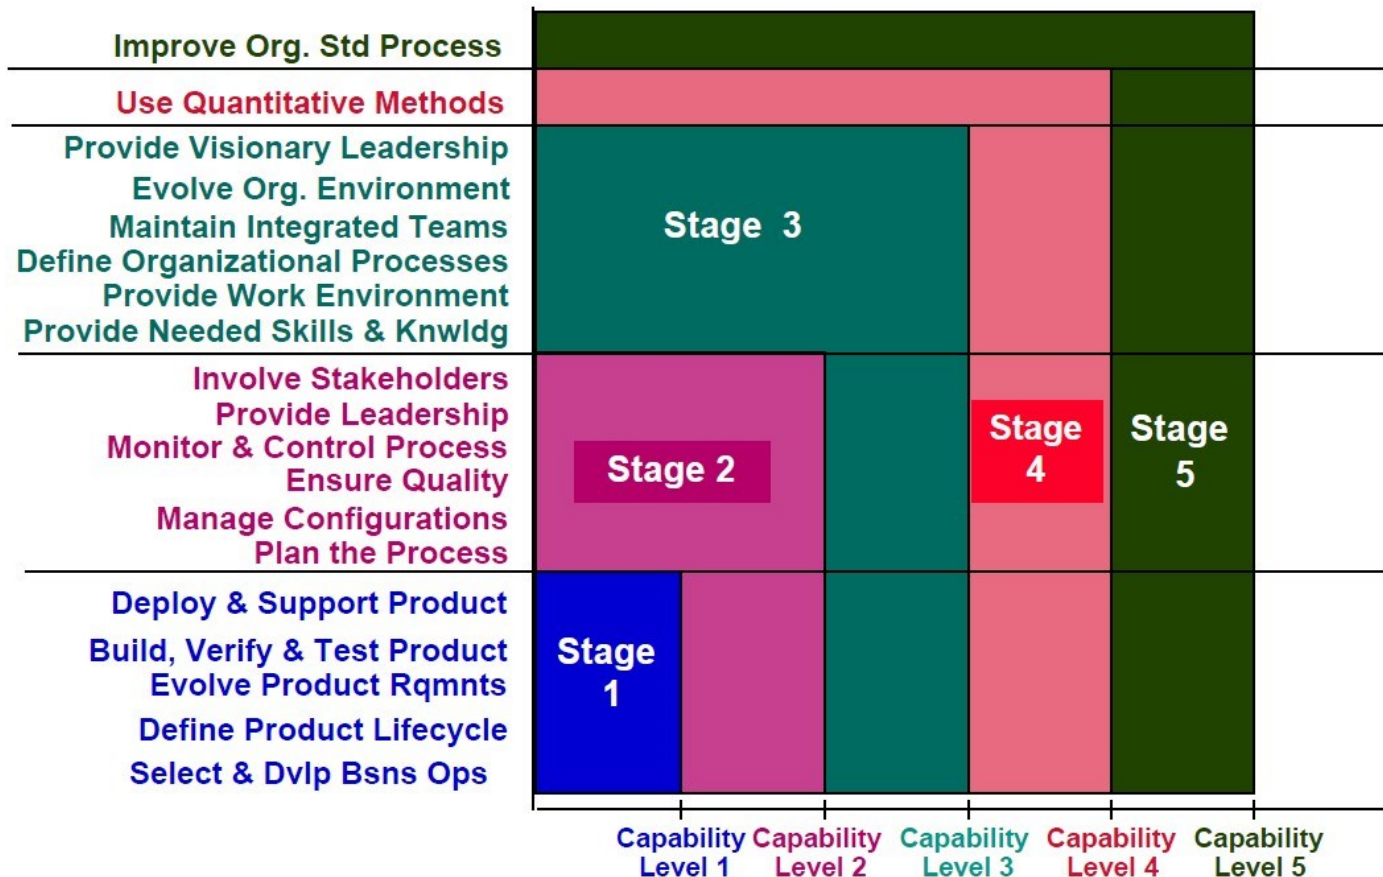 Improve Org. Std Process
Use Quantitative Methods
Provide Visionary Leadership
Evolve Org. Environment
Maintain Integrated Teams
Define Organizational Processes
Provide Work Environment
Provide Needed Skills & Knwldg
Stage 3
Involve Stakeholders
Provide Leadership
Monitor & Control Process
Ensure Quality
Manage Configurations
Plan the Process
Stage 2
Stage
4
Stage
5
Deploy & Support Product
Build, Verify & Test Product
Evolve Product Rqmnts
Define Product Lifecycle
Select & Dvlp Bsns Ops
Stage
1
Capability
Level 1
Capability
Level 2
Capability
Level 3
Capability
Level 4
Capability
Level 5